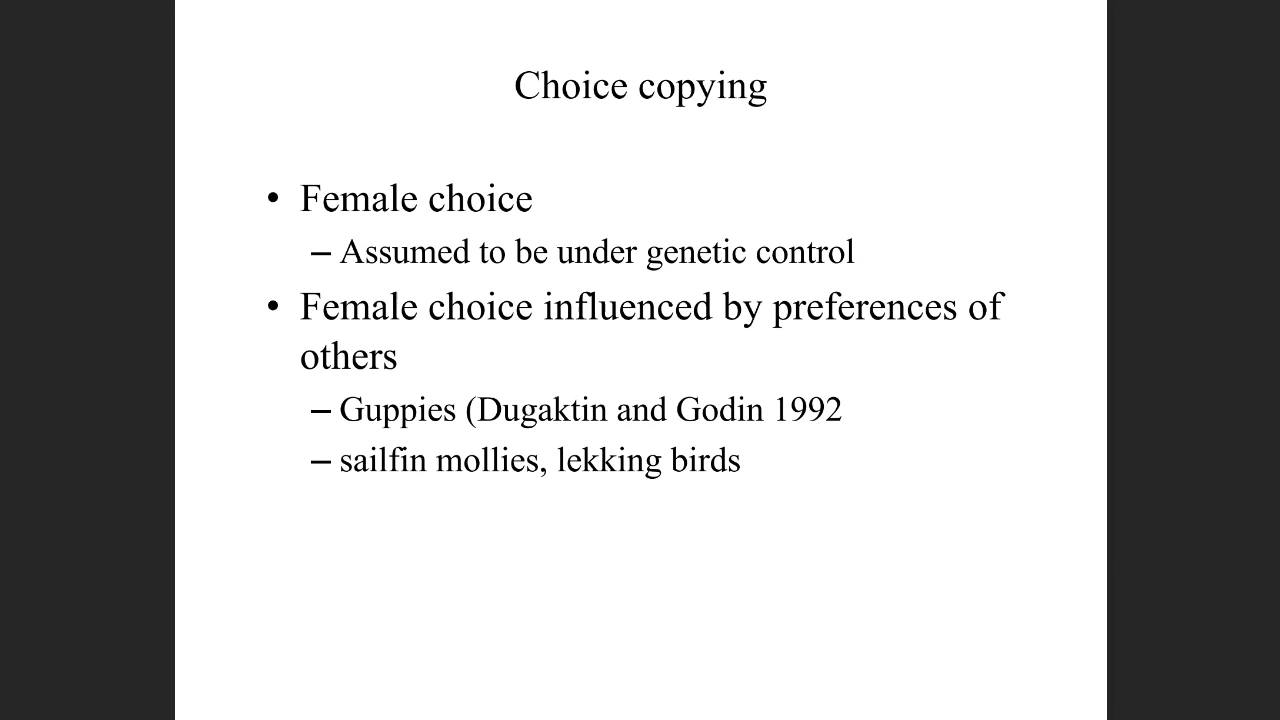 Choice copying
• Female choice
– Assumed to be under genetic control
• Female choice influenced by preferences of
others
– Guppies (Dugaktin and Godin 1992
– sailfin mollies, lekking birds